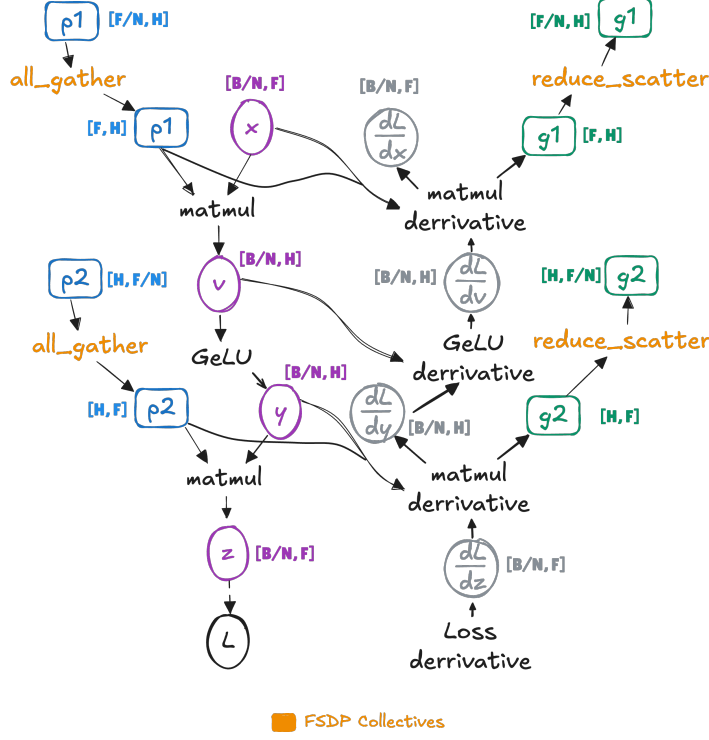 p1 [F/N, H]
all_gather
[F, H] p1
[B/N, F]
x
matmul
[B/N, H]
v
GeLU
p2 [H, F/N]
all_gather
[H, F] p2
[B/N, H]
y
matmul
z [B/N, F]
L
[F/N, H] g1
reduce_scatter
g1 [F, H]
[B/N, F]
dL
dx
matmul
derrivative
[B/N, H] dL
dv
GeLU
derrivative
[H, F/N] g2
reduce_scatter
g2 [H, F]
dL
dy [B/N, H]
matmul
derrivative
dL
dz [B/N, F]
Loss
derrivative
FSDP Collectives